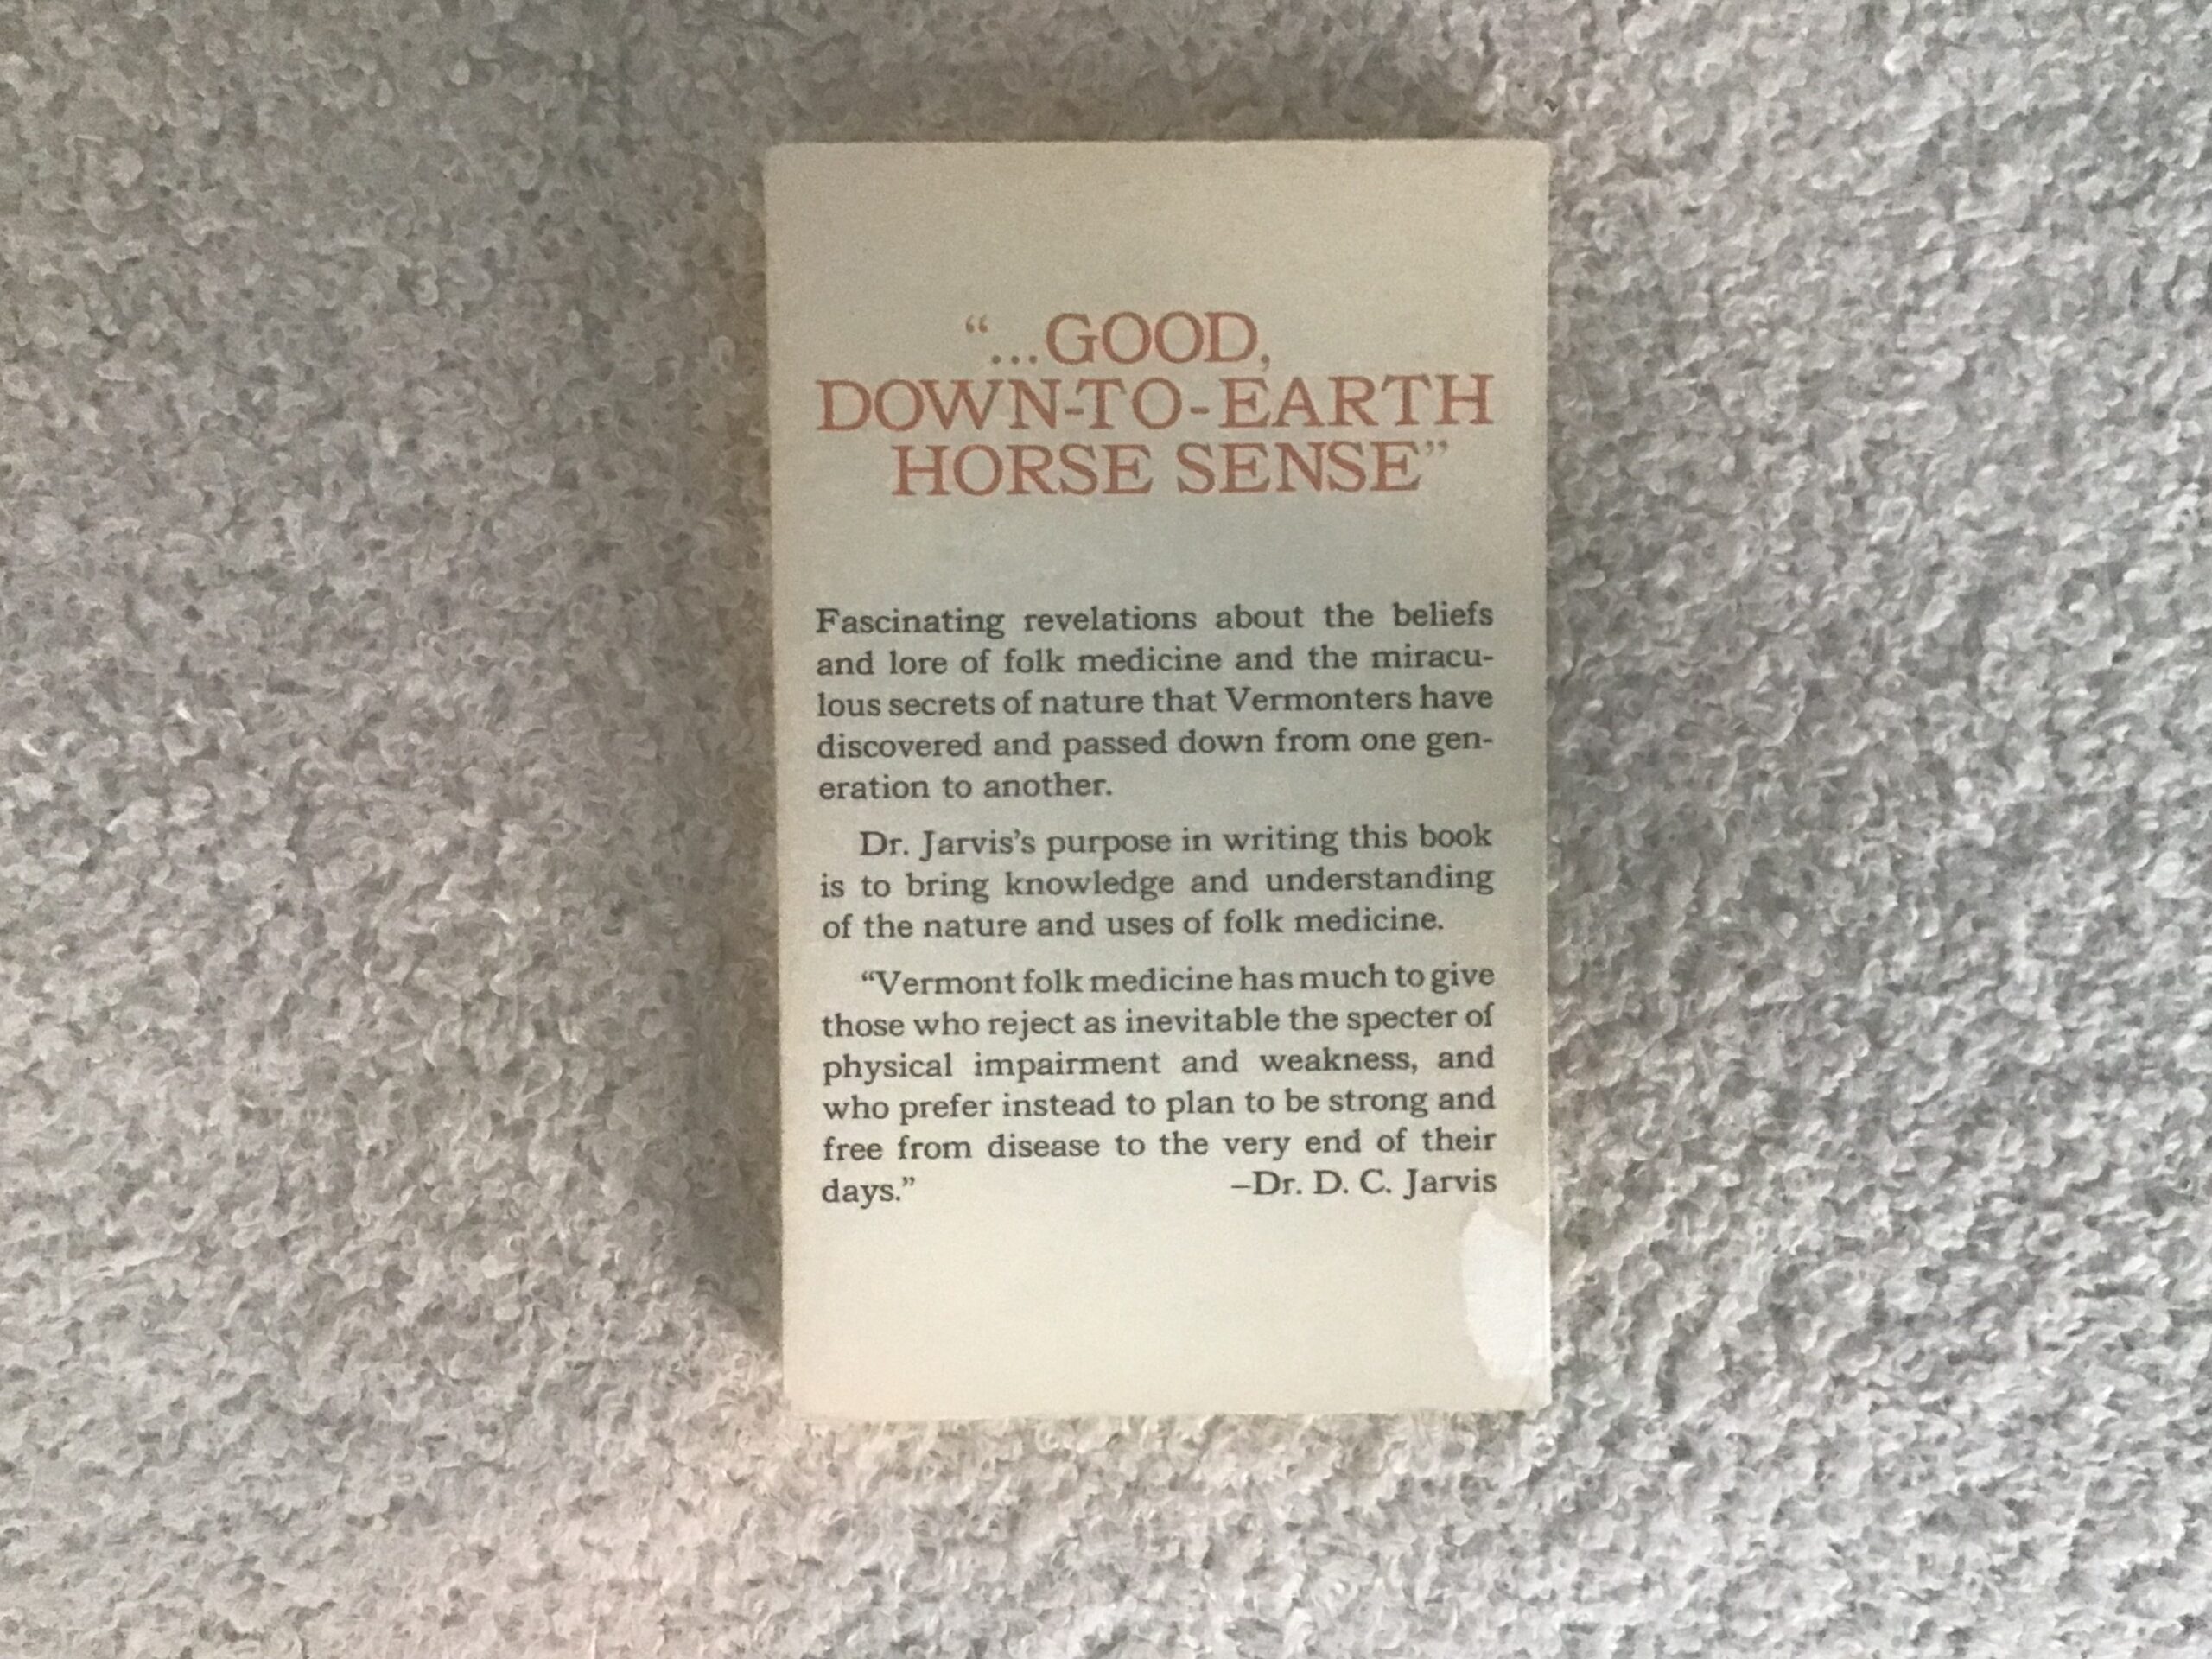 “...GOOD,
DOWN-TO-EARTH
HORSE SENSE”
Fascinating revelations about the beliefs
and lore of folk medicine and the miracu-
lous secrets of nature that Vermonters have
discovered and passed down from one gen-
eration to another.
Dr. Jarvis’s purpose in writing this book
is to bring knowledge and understanding
of the nature and uses of folk medicine.
“Vermont folk medicine has much to give
those who reject as inevitable the specter of
physical impairment and weakness, and
who prefer instead to plan to be strong and
free from disease to the very end of their
days.” –Dr. D. C. Jarvis